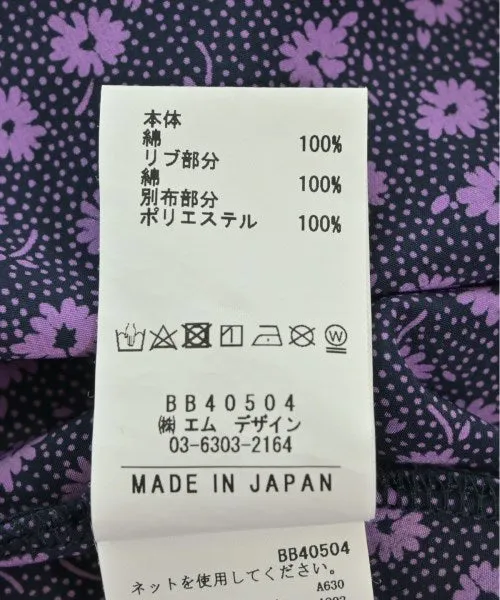 本体
綿 100%
リブ部分
綿 100%
別布部分
ポリエステル 100%
W
BB40504
㈱エム デザイン
03-6303-2164
MADE IN JAPAN
BB40504
ネットを使用してください。
A630